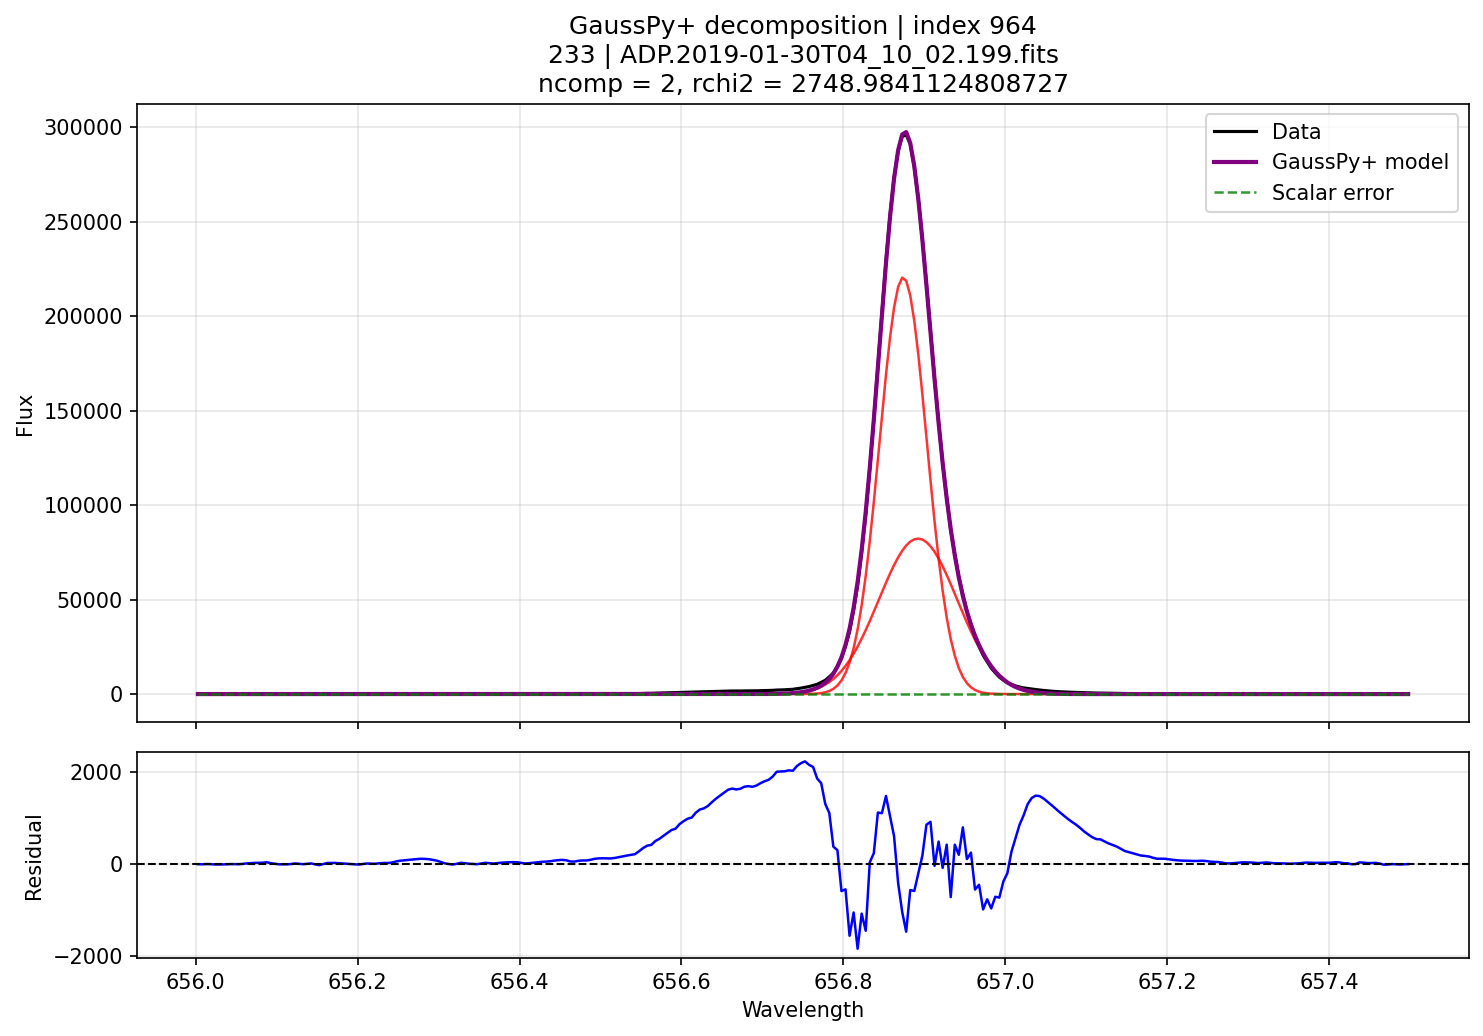 GaussPy+ decomposition | index 964
233 | ADP.2019-01-30T04_10_02.199.fits
ncomp = 2, rchi2 = 2748.9841124808727
Data
GaussPy+ model
Scalar error
Flux
300000
250000
200000
150000
100000
50000
0
Residual
2000
0
−2000
656.0
656.2
656.4
656.6
656.8
657.0
657.2
657.4
Wavelength